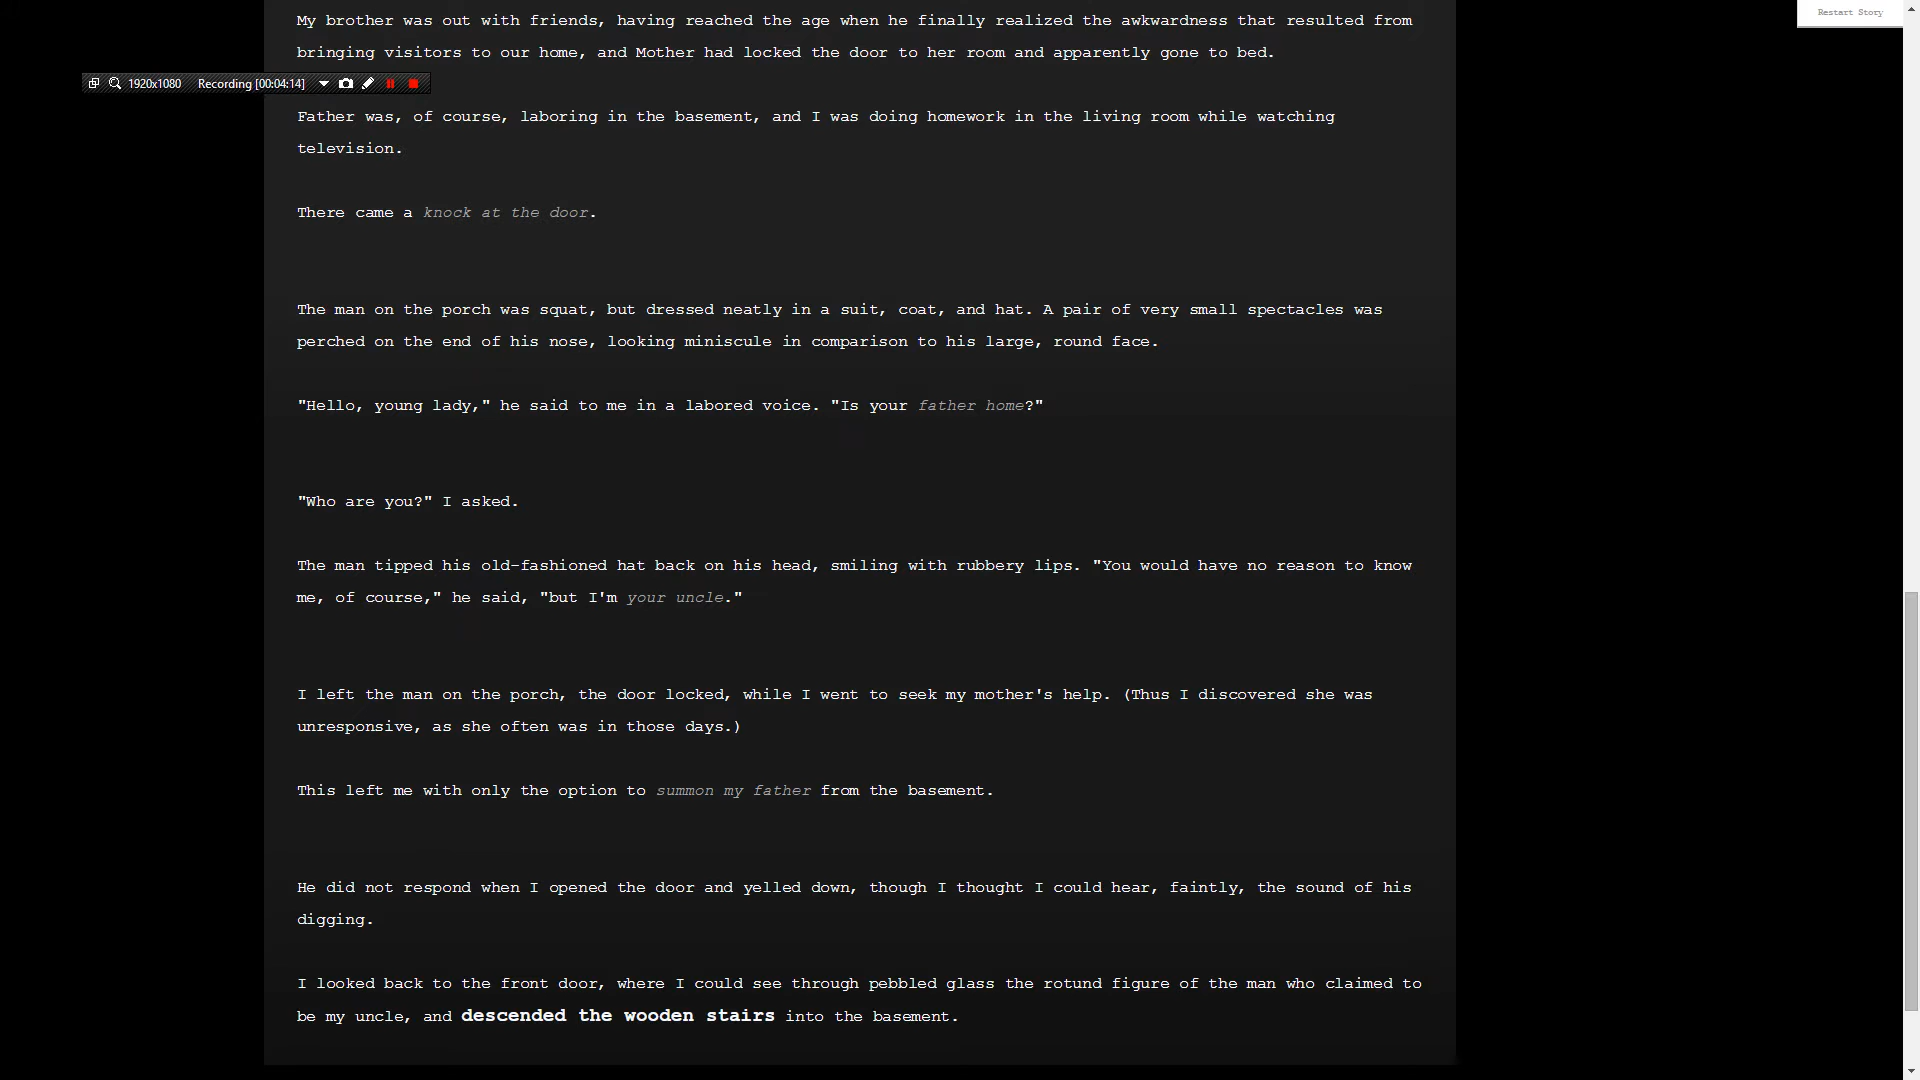 Restart Story
My brother was out with friends, having reached the age when he finally realized the awkwardness that resulted from
bringing visitors to our home, and Mother had locked the door to her room and apparently gone to bed.
1920x1080 Recording [00:04:14]
Father was, of course, laboring in the basement, and I was doing homework in the living room while watching
television.
There came a knock at the door.
The man on the porch was squat, but dressed neatly in a suit, coat, and hat. A pair of very small spectacles was
perched on the end of his nose, looking miniscule in comparison to his large, round face.
"Hello, young lady," he said to me in a labored voice. "Is your father home?"
"Who are you?" I asked.
The man tipped his old-fashioned hat back on his head, smiling with rubbery lips. "You would have no reason to know
me, of course," he said, "but I'm your uncle."
I left the man on the porch, the door locked, while I went to seek my mother's help. (Thus I discovered she was
unresponsive, as she often was in those days.)
This left me with only the option to summon my father from the basement.
He did not respond when I opened the door and yelled down, though I thought I could hear, faintly, the sound of his
digging.
I looked back to the front door, where I could see through pebbled glass the rotund figure of the man who claimed to
be my uncle, and descended the wooden stairs into the basement.